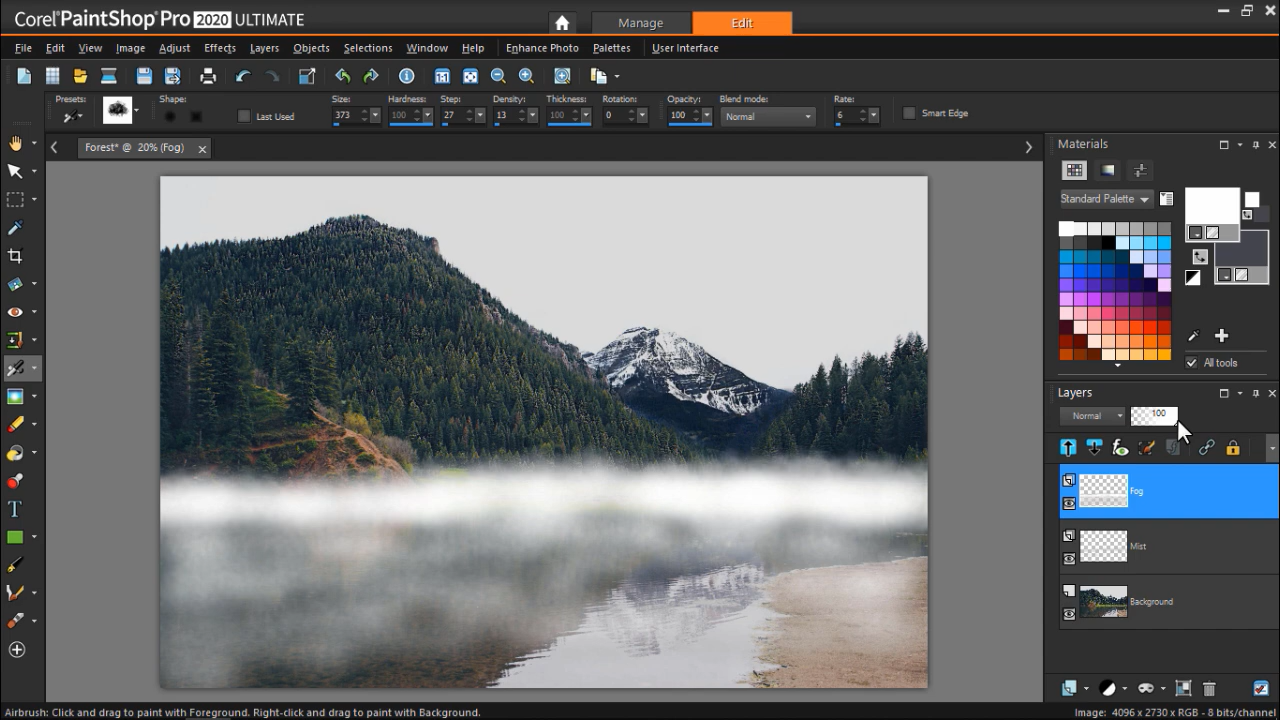 Corel® PaintShop® Pro 2020 ULTIMATE
Manage
Edit
File Edit View Image Adjust Effects Layers Objects Selections Window Help Enhance Photo Palettes User Interface
1:1
Presets: Shape: Last Used Size: 373 Hardness: 100 Step: 27 Density: 13 Thickness: 100 Rotation: 0 Opacity: 100 Blend mode: Normal Rate: 6 Smart Edge
Forest* @ 20% (Fog)
Materials
Standard Palette
All tools
Layers
Normal 100
Fog
Mist
Background
Airbrush: Click and drag to paint with Foreground. Right-click and drag to paint with Background.
Image: 4096 x 2730 x RGB - 8 bits/channel